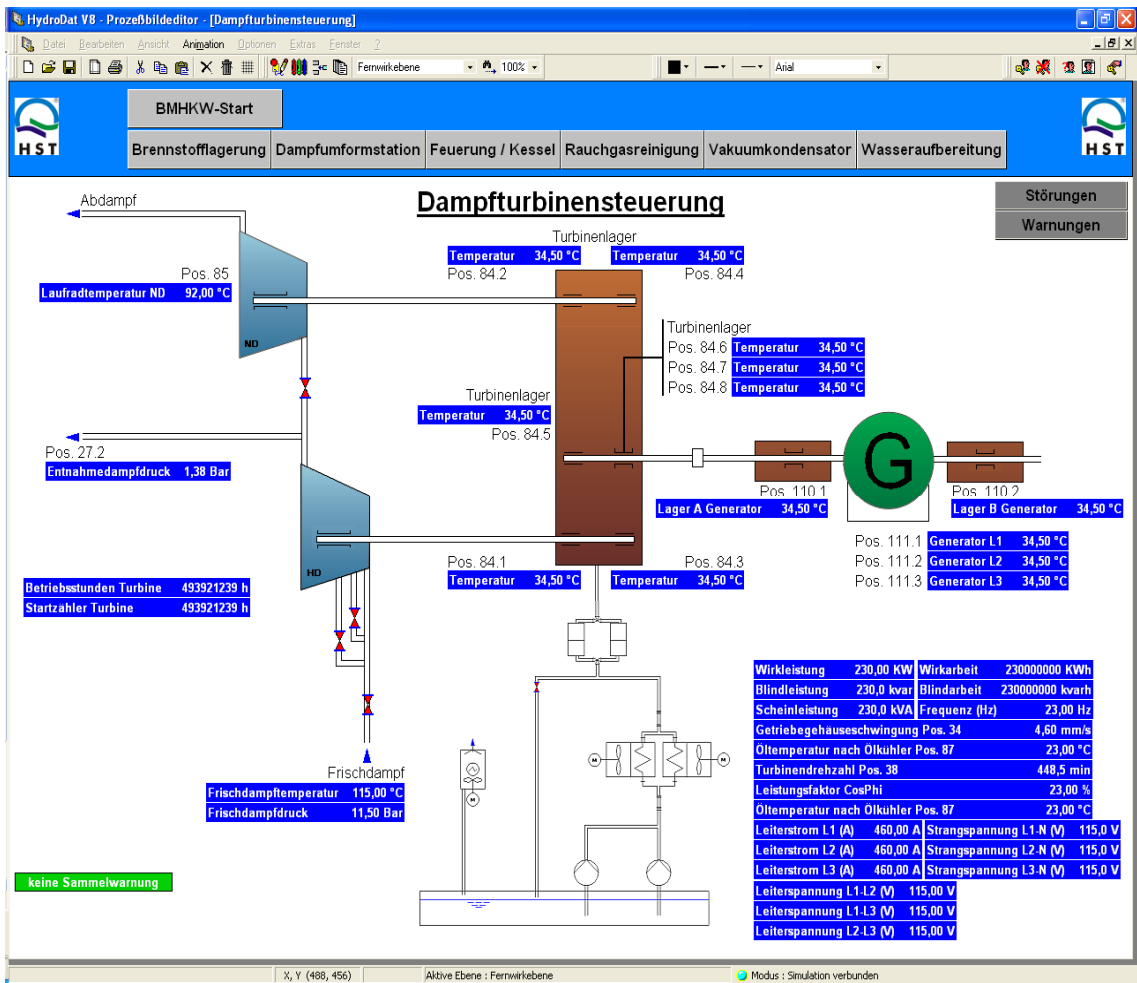 HydroDat V8 - Prozeßbildeditor - [Dampfturbinensteuerung]
Datei Bearbeiten Ansicht Animation Optionen Extras Fenster ?
Fernwirkebene 100% Arial
HST
BMHKW-Start
HST
Brennstofflagerung Dampfumformstation Feuerung / Kessel Rauchgasreinigung Vakuumkondensator Wasseraufbereitung
Dampfturbinensteuerung
Störungen
Warnungen
Abdampf
Pos. 85
Laufradtemperatur ND 92,00 °C
ND
Turbinenlager
Temperatur 34,50 °C Temperatur 34,50 °C
Pos. 84.2 Pos. 84.4
Turbinenlager
Pos. 84.6 Temperatur 34,50 °C
Pos. 84.7 Temperatur 34,50 °C
Pos. 84.8 Temperatur 34,50 °C
Turbinenlager
Temperatur 34,50 °C
Pos. 84.5
Pos. 27.2
Entnahmedampfdruck 1,38 Bar
G
Pos. 110.1 Pos. 110.2
Lager A Generator 34,50 °C Lager B Generator 34,50 °C
Pos. 111.1 Generator L1 34,50 °C
Pos. 111.2 Generator L2 34,50 °C
Pos. 111.3 Generator L3 34,50 °C
HD
Pos. 84.1 Pos. 84.3
Temperatur 34,50 °C Temperatur 34,50 °C
Betriebsstunden Turbine 493921239 h
Startzähler Turbine 493921239 h
Frischdampf
Frischdampftemperatur 115,00 °C
Frischdampfdruck 11,50 Bar
M M
M
Wirkleistung 230,00 KW Wirkarbeit 230000000 KWh
Blindleistung 230,0 kvar Blindarbeit 230000000 kvarh
Scheinleistung 230,0 kVA Frequenz (Hz) 23,00 Hz
Getriebegehäuseschwingung Pos. 34 4,60 mm/s
Öltemperatur nach Ölkühler Pos. 87 23,00 °C
Turbinendrehzahl Pos. 38 448,5 min
Leistungsfaktor CosPhi 23,00 %
Öltemperatur nach Ölkühler Pos. 87 23,00 °C
Leiterstrom L1 (A) 460,00 A Strangspannung L1-N (V) 115,0 V
Leiterstrom L2 (A) 460,00 A Strangspannung L2-N (V) 115,0 V
Leiterstrom L3 (A) 460,00 A Strangspannung L3-N (V) 115,0 V
Leiterspannung L1-L2 (V) 115,00 V
Leiterspannung L1-L3 (V) 115,00 V
Leiterspannung L2-L3 (V) 115,00 V
keine Sammelwarnung
X, Y (488, 456) Aktive Ebene : Fernwirkebene Modus : Simulation verbunden